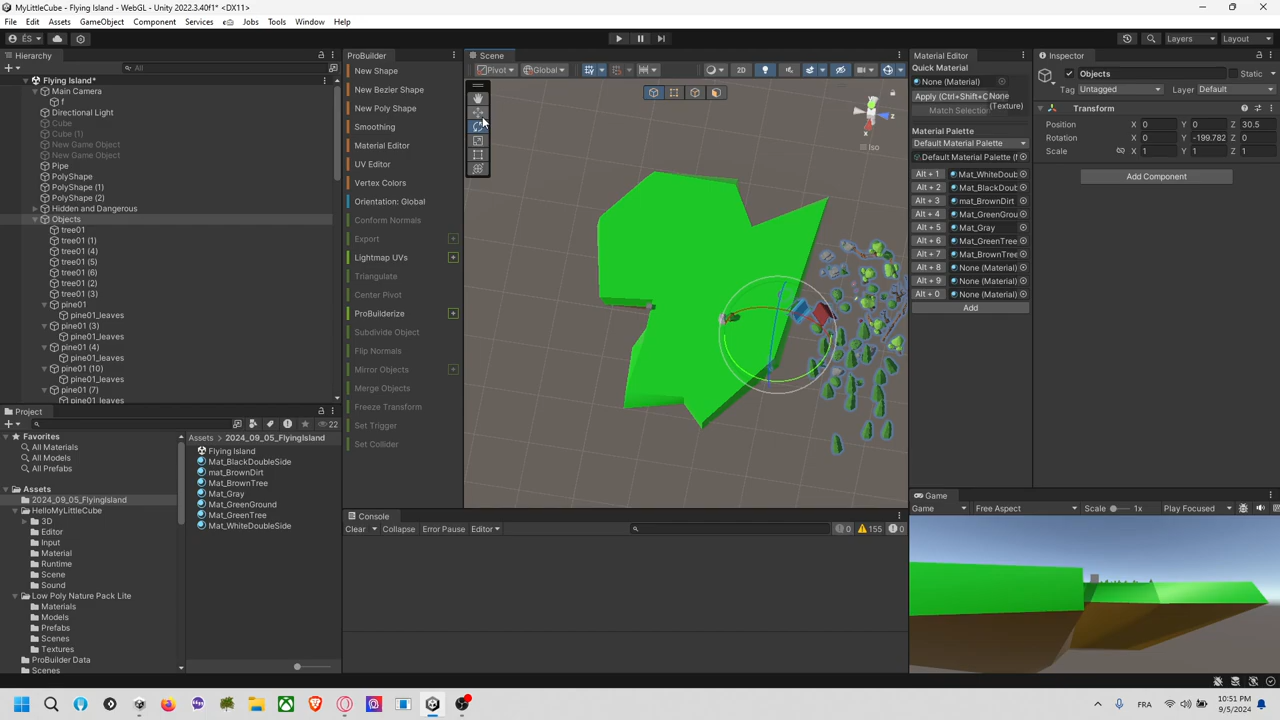 MyLittleCube - Flying Island - WebGL - Unity 2022.3.40f1* <DX11>
File Edit Assets GameObject Component Services Jobs Tools Window Help
ÉS Layers Layout
Hierarchy
All
Flying Island*
Main Camera
f
Directional Light
Cube
Cube (1)
New Game Object
New Game Object
Pipe
PolyShape
PolyShape (1)
PolyShape (2)
Hidden and Dangerous
Objects
tree01
tree01 (1)
tree01 (4)
tree01 (5)
tree01 (6)
tree01 (2)
tree01 (3)
pine01
pine01_leaves
pine01 (3)
pine01_leaves
pine01 (4)
pine01_leaves
pine01 (10)
pine01_leaves
pine01 (7)
pine01_leaves
ProBuilder
New Shape
New Bezier Shape
New Poly Shape
Smoothing
Material Editor
UV Editor
Vertex Colors
Orientation: Global
Conform Normals
Export
Lightmap UVs
Triangulate
Center Pivot
ProBuilderize
Subdivide Object
Flip Normals
Mirror Objects
Merge Objects
Freeze Transform
Set Trigger
Set Collider
Scene
Pivot Global 2D
z
x
Iso
Material Editor
Quick Material
None (Material)
Apply (Ctrl+Shift+C
None
(Texture)
Match Selection
Material Palette
Default Material Palette
Default Material Palette (
Alt + 1 Mat_WhiteDoub
Alt + 2 Mat_BlackDoub
Alt + 3 mat_BrownDirt
Alt + 4 Mat_GreenGrou
Alt + 5 Mat_Gray
Alt + 6 Mat_GreenTree
Alt + 7 Mat_BrownTree
Alt + 8 None (Material)
Alt + 9 None (Material)
Alt + 0 None (Material)
Add
Inspector
Objects Static
Tag Untagged Layer Default
Transform
Position X 0 Y 0 Z 30.5
Rotation X 0 Y -199.782 Z 0
Scale X 1 Y 1 Z 1
Add Component
Project
22
Favorites
All Materials
All Models
All Prefabs
Assets
2024_09_05_FlyingIsland
HelloMyLittleCube
3D
Editor
Input
Material
Runtime
Scene
Sound
Low Poly Nature Pack Lite
Materials
Models
Prefabs
Scenes
Textures
ProBuilder Data
Scenes
Assets > 2024_09_05_FlyingIsland
Flying Island
Mat_BlackDoubleSide
mat_BrownDirt
Mat_BrownTree
Mat_Gray
Mat_GreenGround
Mat_GreenTree
Mat_WhiteDoubleSide
Console
Clear Collapse Error Pause Editor 0 155 0
Game
Game Free Aspect Scale 1x Play Focused
FRA
10:51 PM
9/5/2024